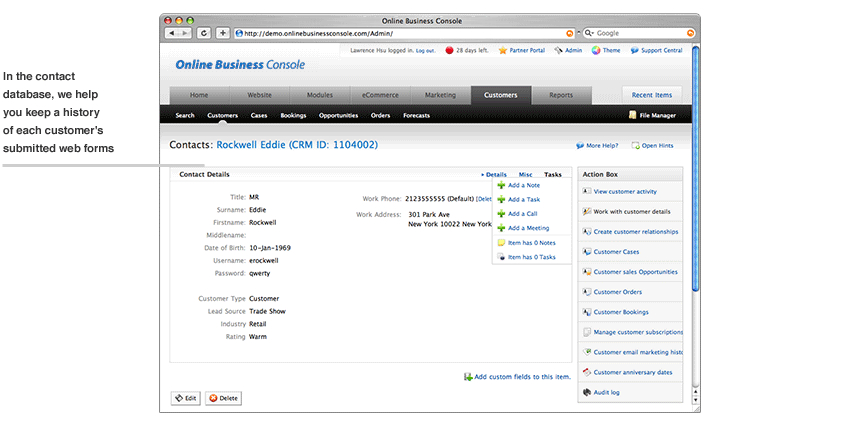 In the contact
database, we help
you keep a history
of each customer's
submitted web forms
Online Business Console
http://demo.onlinebusinessconsole.com/Admin/
Google
Lawrence Hsu logged in. Log out.
28 days left.
Partner Portal
Admin
Theme
Support Central
Online Business Console
Home
Website
Modules
eCommerce
Marketing
Customers
Reports
Recent Items
Search
Customers
Cases
Bookings
Opportunities
Orders
Forecasts
File Manager
Contacts: Rockwell Eddie (CRM ID: 1104002)
More Help?
Open Hints
Contact Details
Details
Misc
Tasks
Title: MR
Surname: Eddie
Firstname: Rockwell
Middlename:
Date of Birth: 10-Jan-1969
Username: erockwell
Password: qwerty
Customer Type Customer
Lead Source Trade Show
Industry Retail
Rating Warm
Work Phone: 2123555555 (Default) [Delet
Work Address: 301 Park Ave
New York 10022 New York
Add a Note
Add a Task
Add a Call
Add a Meeting
Item has 0 Notes
Item has 0 Tasks
Add custom fields to this item.
Edit
Delete
Action Box
View customer activity
Work with customer details
Create customer relationships
Customer Cases
Customer sales Opportunities
Customer Orders
Customer Bookings
Manage customer subscriptions
Customer email marketing histo
Customer anniversary dates
Audit log